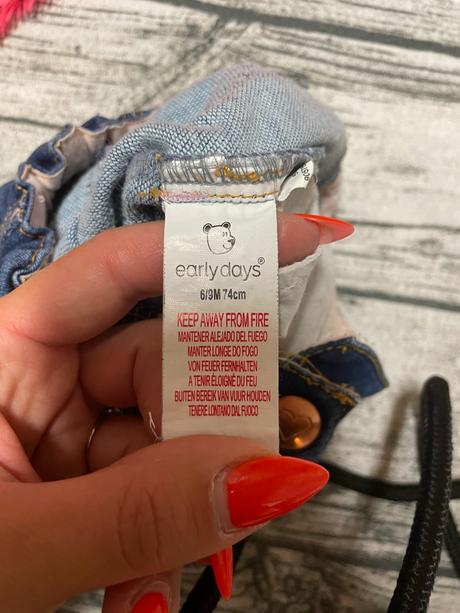 early days®
6/9M 74cm
KEEP AWAY FROM FIRE
MANTENER ALEJADO DEL FUEGO
MANTER LONGE DO FOGO
VON FEUER FERNHALTEN
A TENIR ÉLOIGNÉ DU FEU
BUITEN BEREIK VAN VUUR HOUDEN
TENERE LONTANO DAL FUOCO